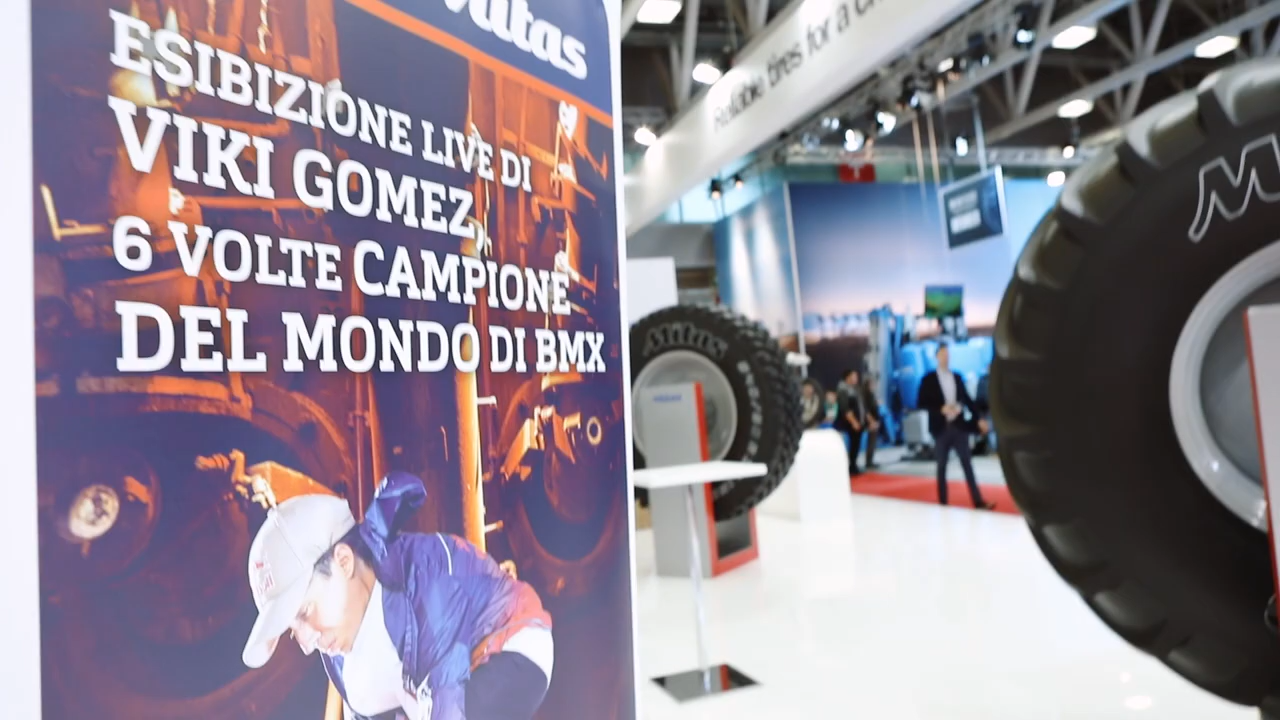 Mitas
ESIBIZIONE LIVE DI
VIKI GOMEZ,
6 VOLTE CAMPIONE
DEL MONDO DI BMX
Reliable tires for a
Mitas